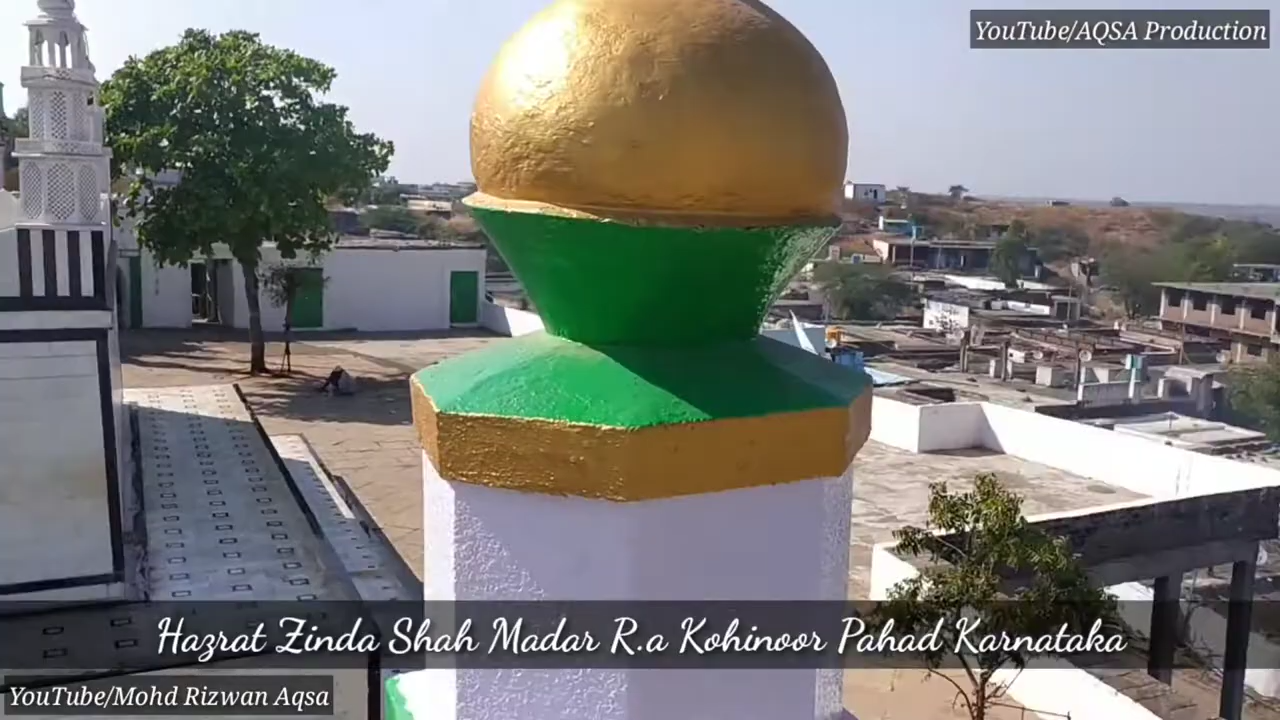 YouTube/AQSA Production
Hazrat Zinda Shah Madar R.a Kohinoor Pahad Karnataka
YouTube/Mohd Rizwan Aqsa